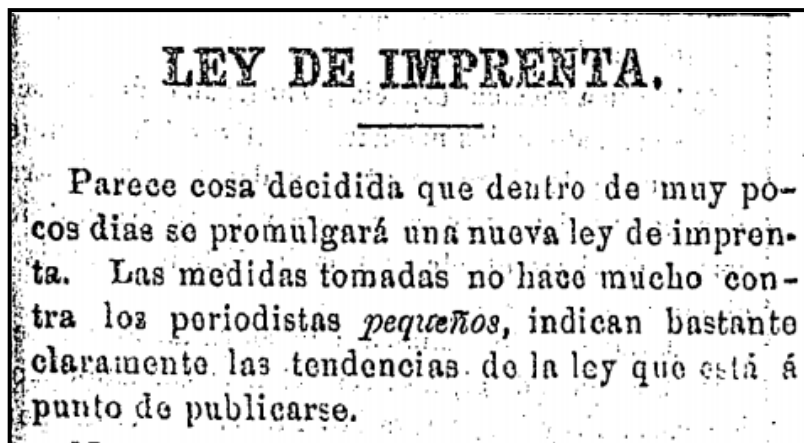 LEY DE IMPRENTA.
Parece cosa decidida que dentro de muy po-
cos dias se promulgará una nueva ley de impren-
ta. Las medidas tomadas no hace mucho con-
tra los periodistas pequeños, indican bastante
claramente las tendencias de la ley que está á
punto de publicarse.